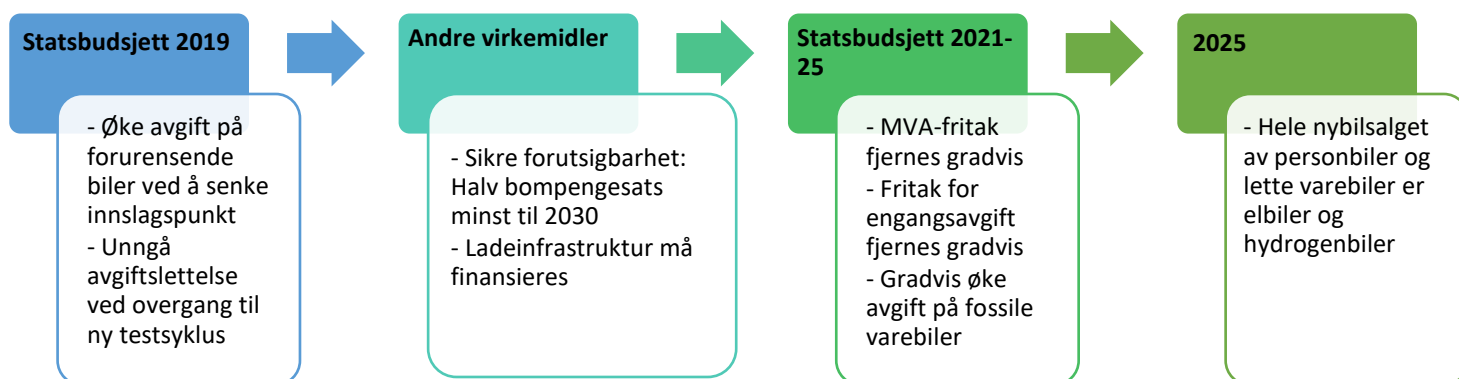 Statsbudsjett 2019
- Øke avgift på
forurensende
biler ved å senke
innslagspunkt
- Unngå
avgiftslettelse
ved overgang til
ny testsyklus
Andre virkemidler
- Sikre forutsigbarhet:
Halv bompengesats
minst til 2030
- Ladeinfrastruktur må
finansieres
Statsbudsjett 2021-
25
- MVA-fritak
fjernes gradvis
- Fritak for
engangsavgift
fjernes gradvis
- Gradvis øke
avgift på fossile
varebiler
2025
- Hele nybilsalget
av personbiler og
lette varebiler er
elbiler og
hydrogenbiler